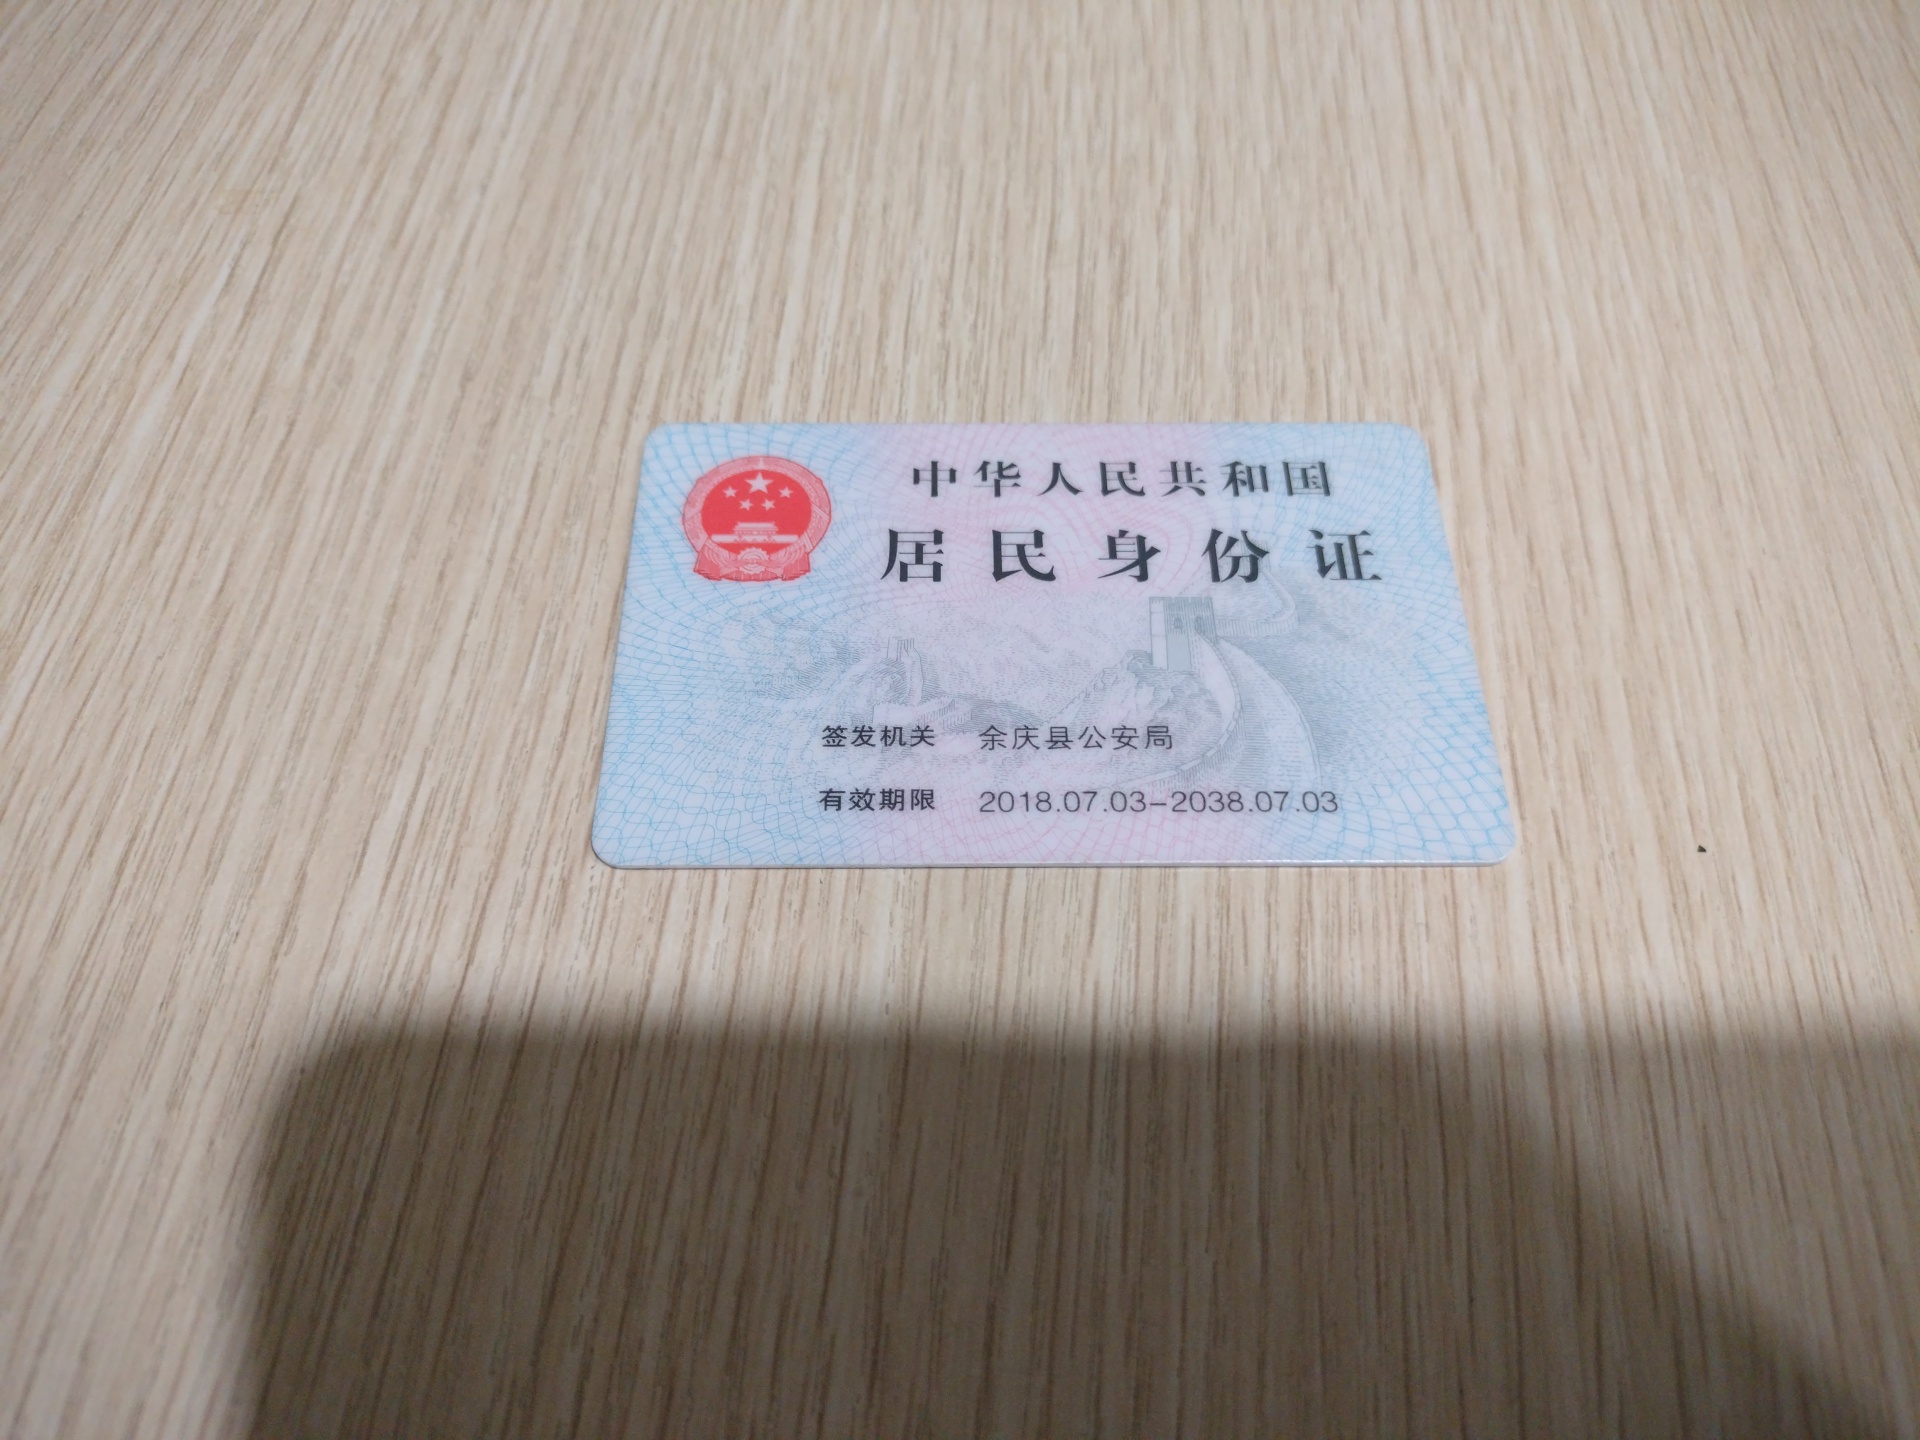 中华人民共和国
居民身份证
签发机关 余庆县公安局
有效期限 2018.07.03-2038.07.03